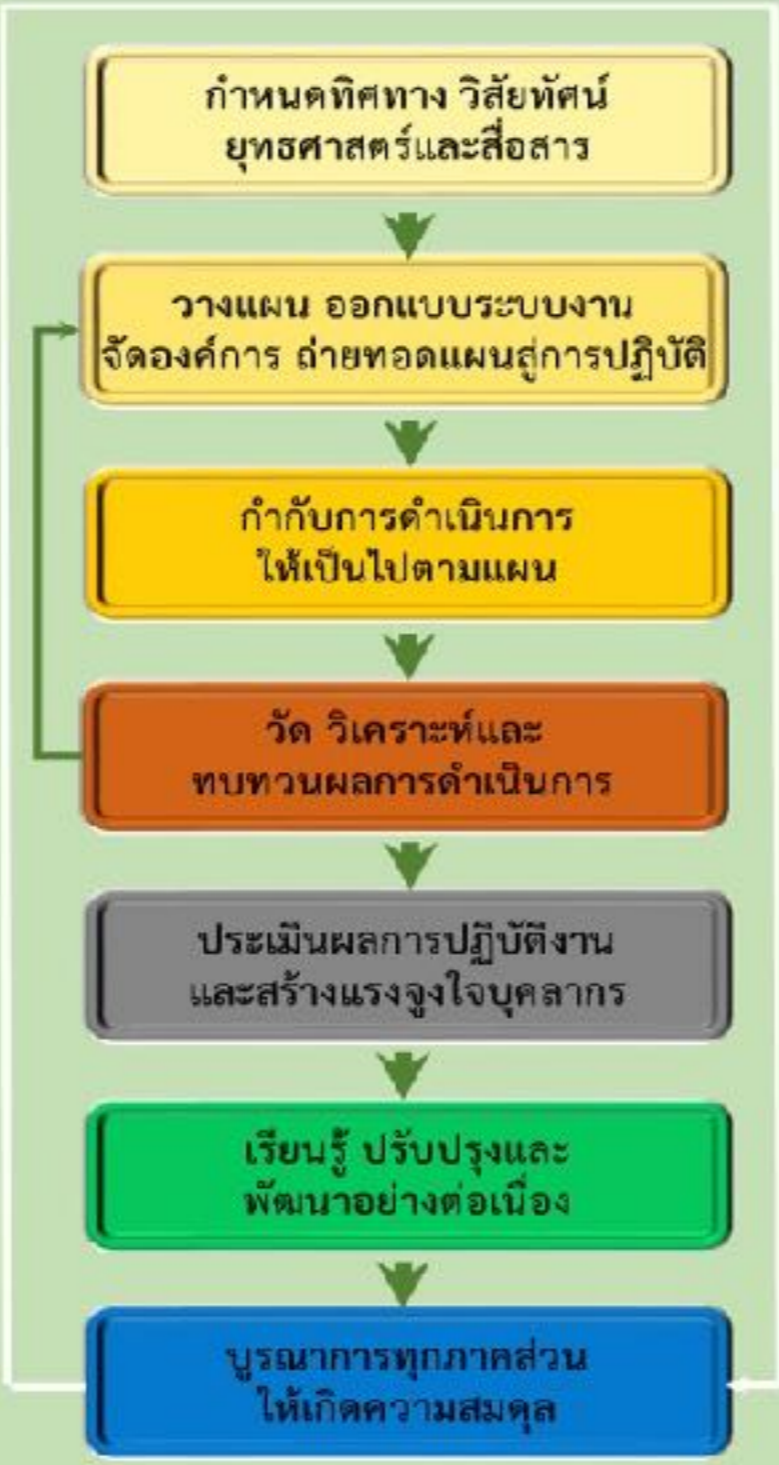 กำหนดทิศทาง วิสัยทัศน์
ยุทธศาสตร์และสื่อสาร
วางแผน ออกแบบระบบงาน
จัดองค์การ ถ่ายทอดแผนสู่การปฏิบัติ
กำกับการดำเนินการ
ให้เป็นไปตามแผน
วัด วิเคราะห์และ
ทบทวนผลการดำเนินการ
ประเมินผลการปฏิบัติงาน
และสร้างแรงจูงใจบุคลากร
เรียนรู้ ปรับปรุงและ
พัฒนาอย่างต่อเนื่อง
บูรณาการทุกภาคส่วน
ให้เกิดความสมดุล